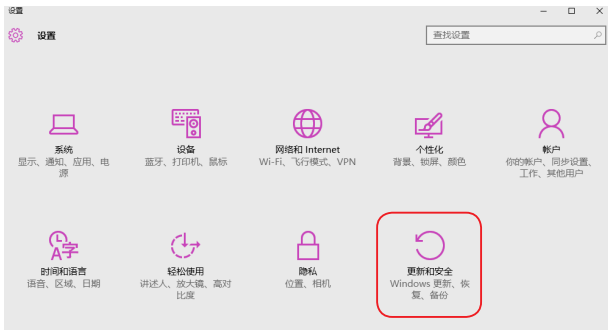 设置
设置
查找设置
系统
显示、通知、应用、电
源
设备
蓝牙、打印机、鼠标
网络和 Internet
Wi-Fi、飞行模式、VPN
个性化
背景、锁屏、颜色
帐户
你的帐户、同步设置、
工作、其他用户
时间和语言
语音、区域、日期
轻松使用
讲述人、放大镜、高对
比度
隐私
位置、相机
更新和安全
Windows 更新、恢
复、备份